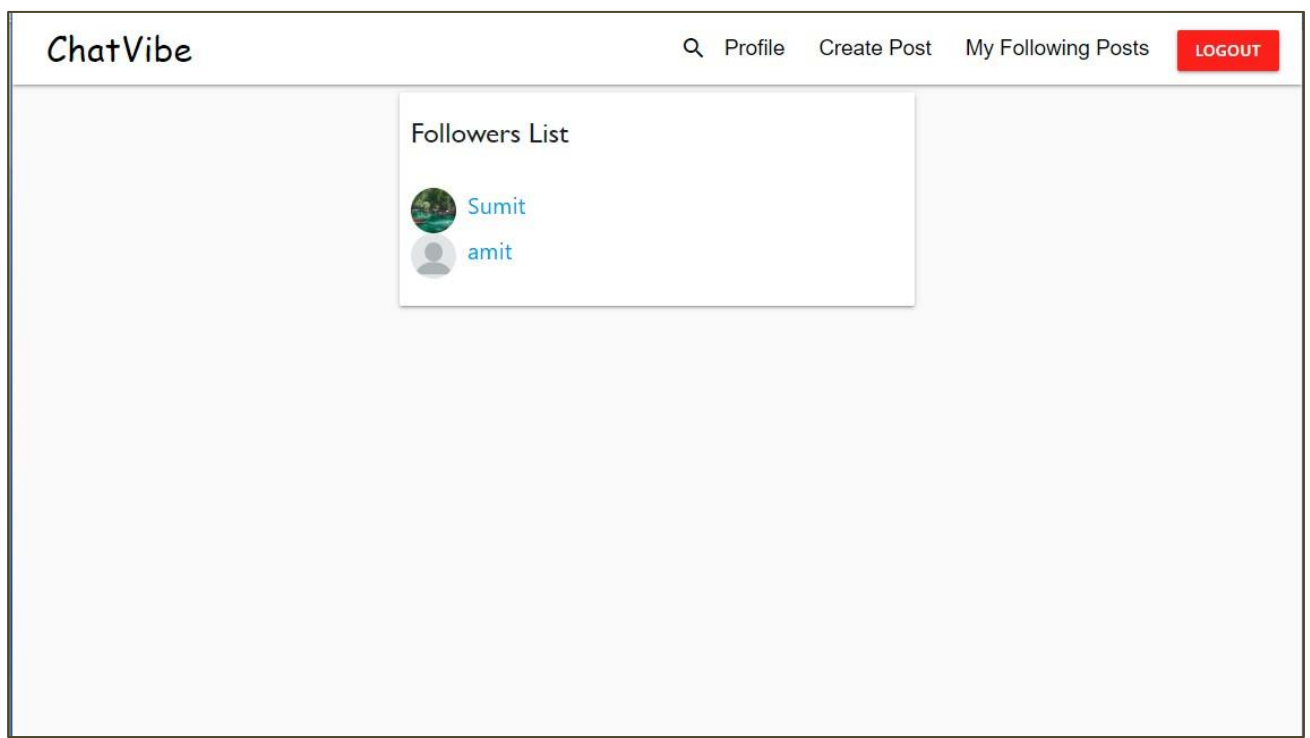 ChatVibe
Profile Create Post My Following Posts LOGOUT
Followers List
Sumit
amit